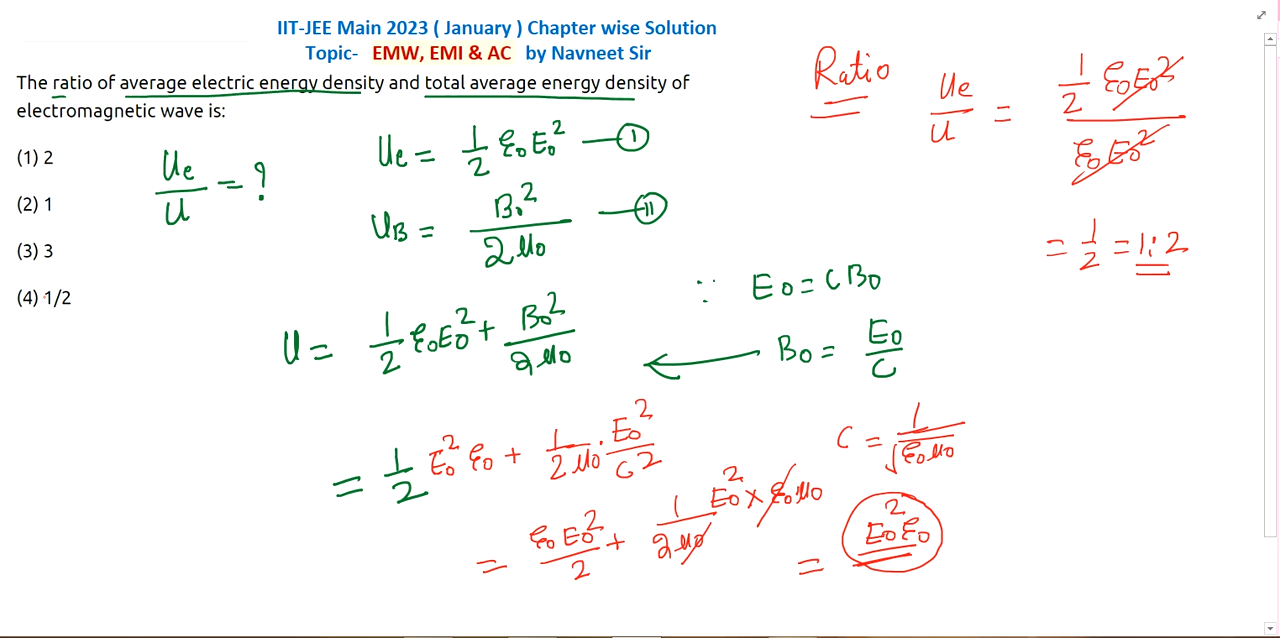 IIT-JEE Main 2023 ( January ) Chapter wise Solution
Topic- EMW, EMI & AC by Navneet Sir
The ratio of average electric energy density and total average energy density of
electromagnetic wave is:
(1) 2
(2) 1
(3) 3
(4) 1/2
Ue/U = ?
Ue = 1/2 ε₀E₀² —(I)
UB = B₀²/2μ₀ —(II)
U = 1/2 ε₀E₀² + B₀²/2μ₀
∵ E₀ = CB₀
B₀ = E₀/C
= 1/2 E₀²ε₀ + 1/2μ₀ · E₀²/C²
C = 1/√ε₀μ₀
= ε₀E₀²/2 + 1/2μ₀ E₀² × ε₀μ₀
= E₀²ε₀
Ratio
Ue/U = 1/2 ε₀E₀²/ε₀E₀²
= 1/2 = 1:2